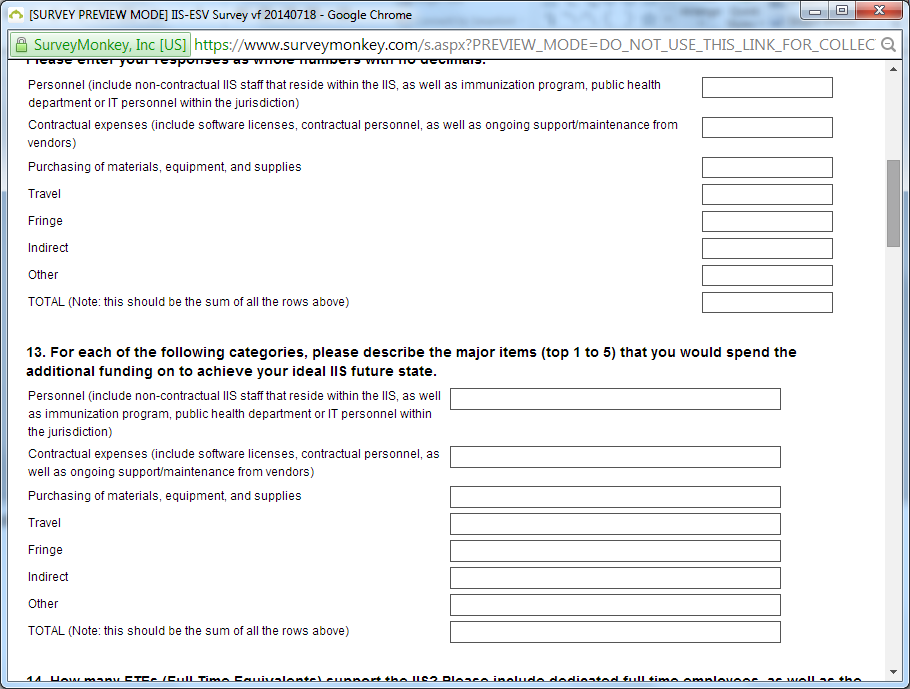 [SURVEY PREVIEW MODE] IIS-ESV Survey vf 20140718 - Google Chrome
SurveyMonkey, Inc [US] https://www.surveymonkey.com/s.aspx?PREVIEW_MODE=DO_NOT_USE_THIS_LINK_FOR_COLLEC
Please enter your responses as whole numbers with no decimals.
Personnel (include non-contractual IIS staff that reside within the IIS, as well as immunization program, public health
department or IT personnel within the jurisdiction)
Contractual expenses (include software licenses, contractual personnel, as well as ongoing support/maintenance from
vendors)
Purchasing of materials, equipment, and supplies
Travel
Fringe
Indirect
Other
TOTAL (Note: this should be the sum of all the rows above)
13. For each of the following categories, please describe the major items (top 1 to 5) that you would spend the
additional funding on to achieve your ideal IIS future state.
Personnel (include non-contractual IIS staff that reside within the IIS, as well
as immunization program, public health department or IT personnel within
the jurisdiction)
Contractual expenses (include software licenses, contractual personnel, as
well as ongoing support/maintenance from vendors)
Purchasing of materials, equipment, and supplies
Travel
Fringe
Indirect
Other
TOTAL (Note: this should be the sum of all the rows above)
14. How many FTEs (Full Time Equivalents) support the IIS? Please include dedicated full time employees, as well as the